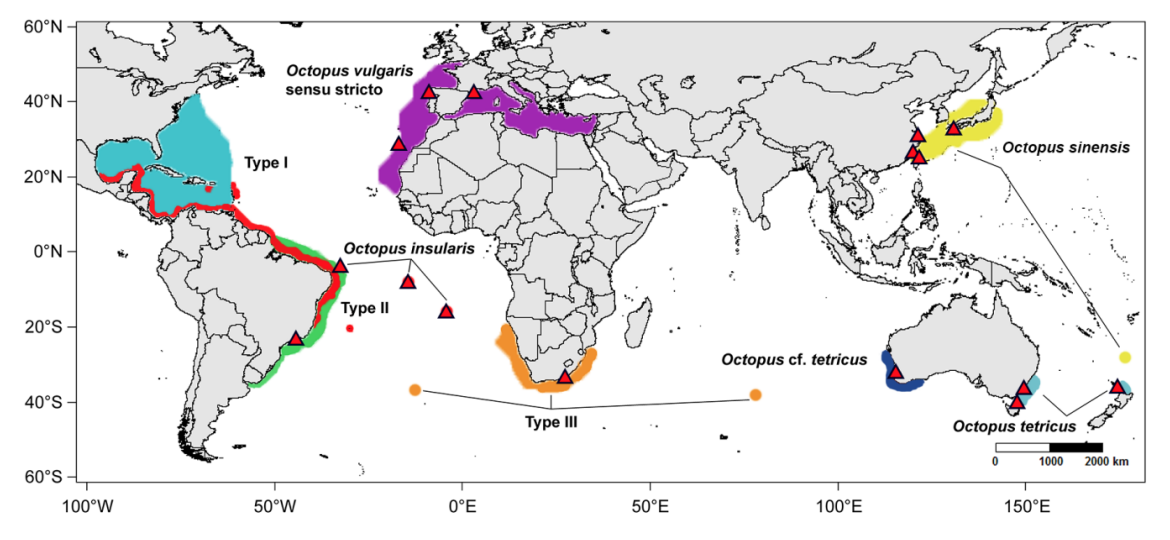 60°N
40°N
20°N
0°N
20°S
40°S
60°S
Octopus vulgaris
sensu stricto
Type I
Octopus sinensis
Octopus insularis
Type II
Octopus cf. tetricus
Type III
Octopus tetricus
0 1000 2000 km
100°W 50°W 0°E 50°E 100°E 150°E